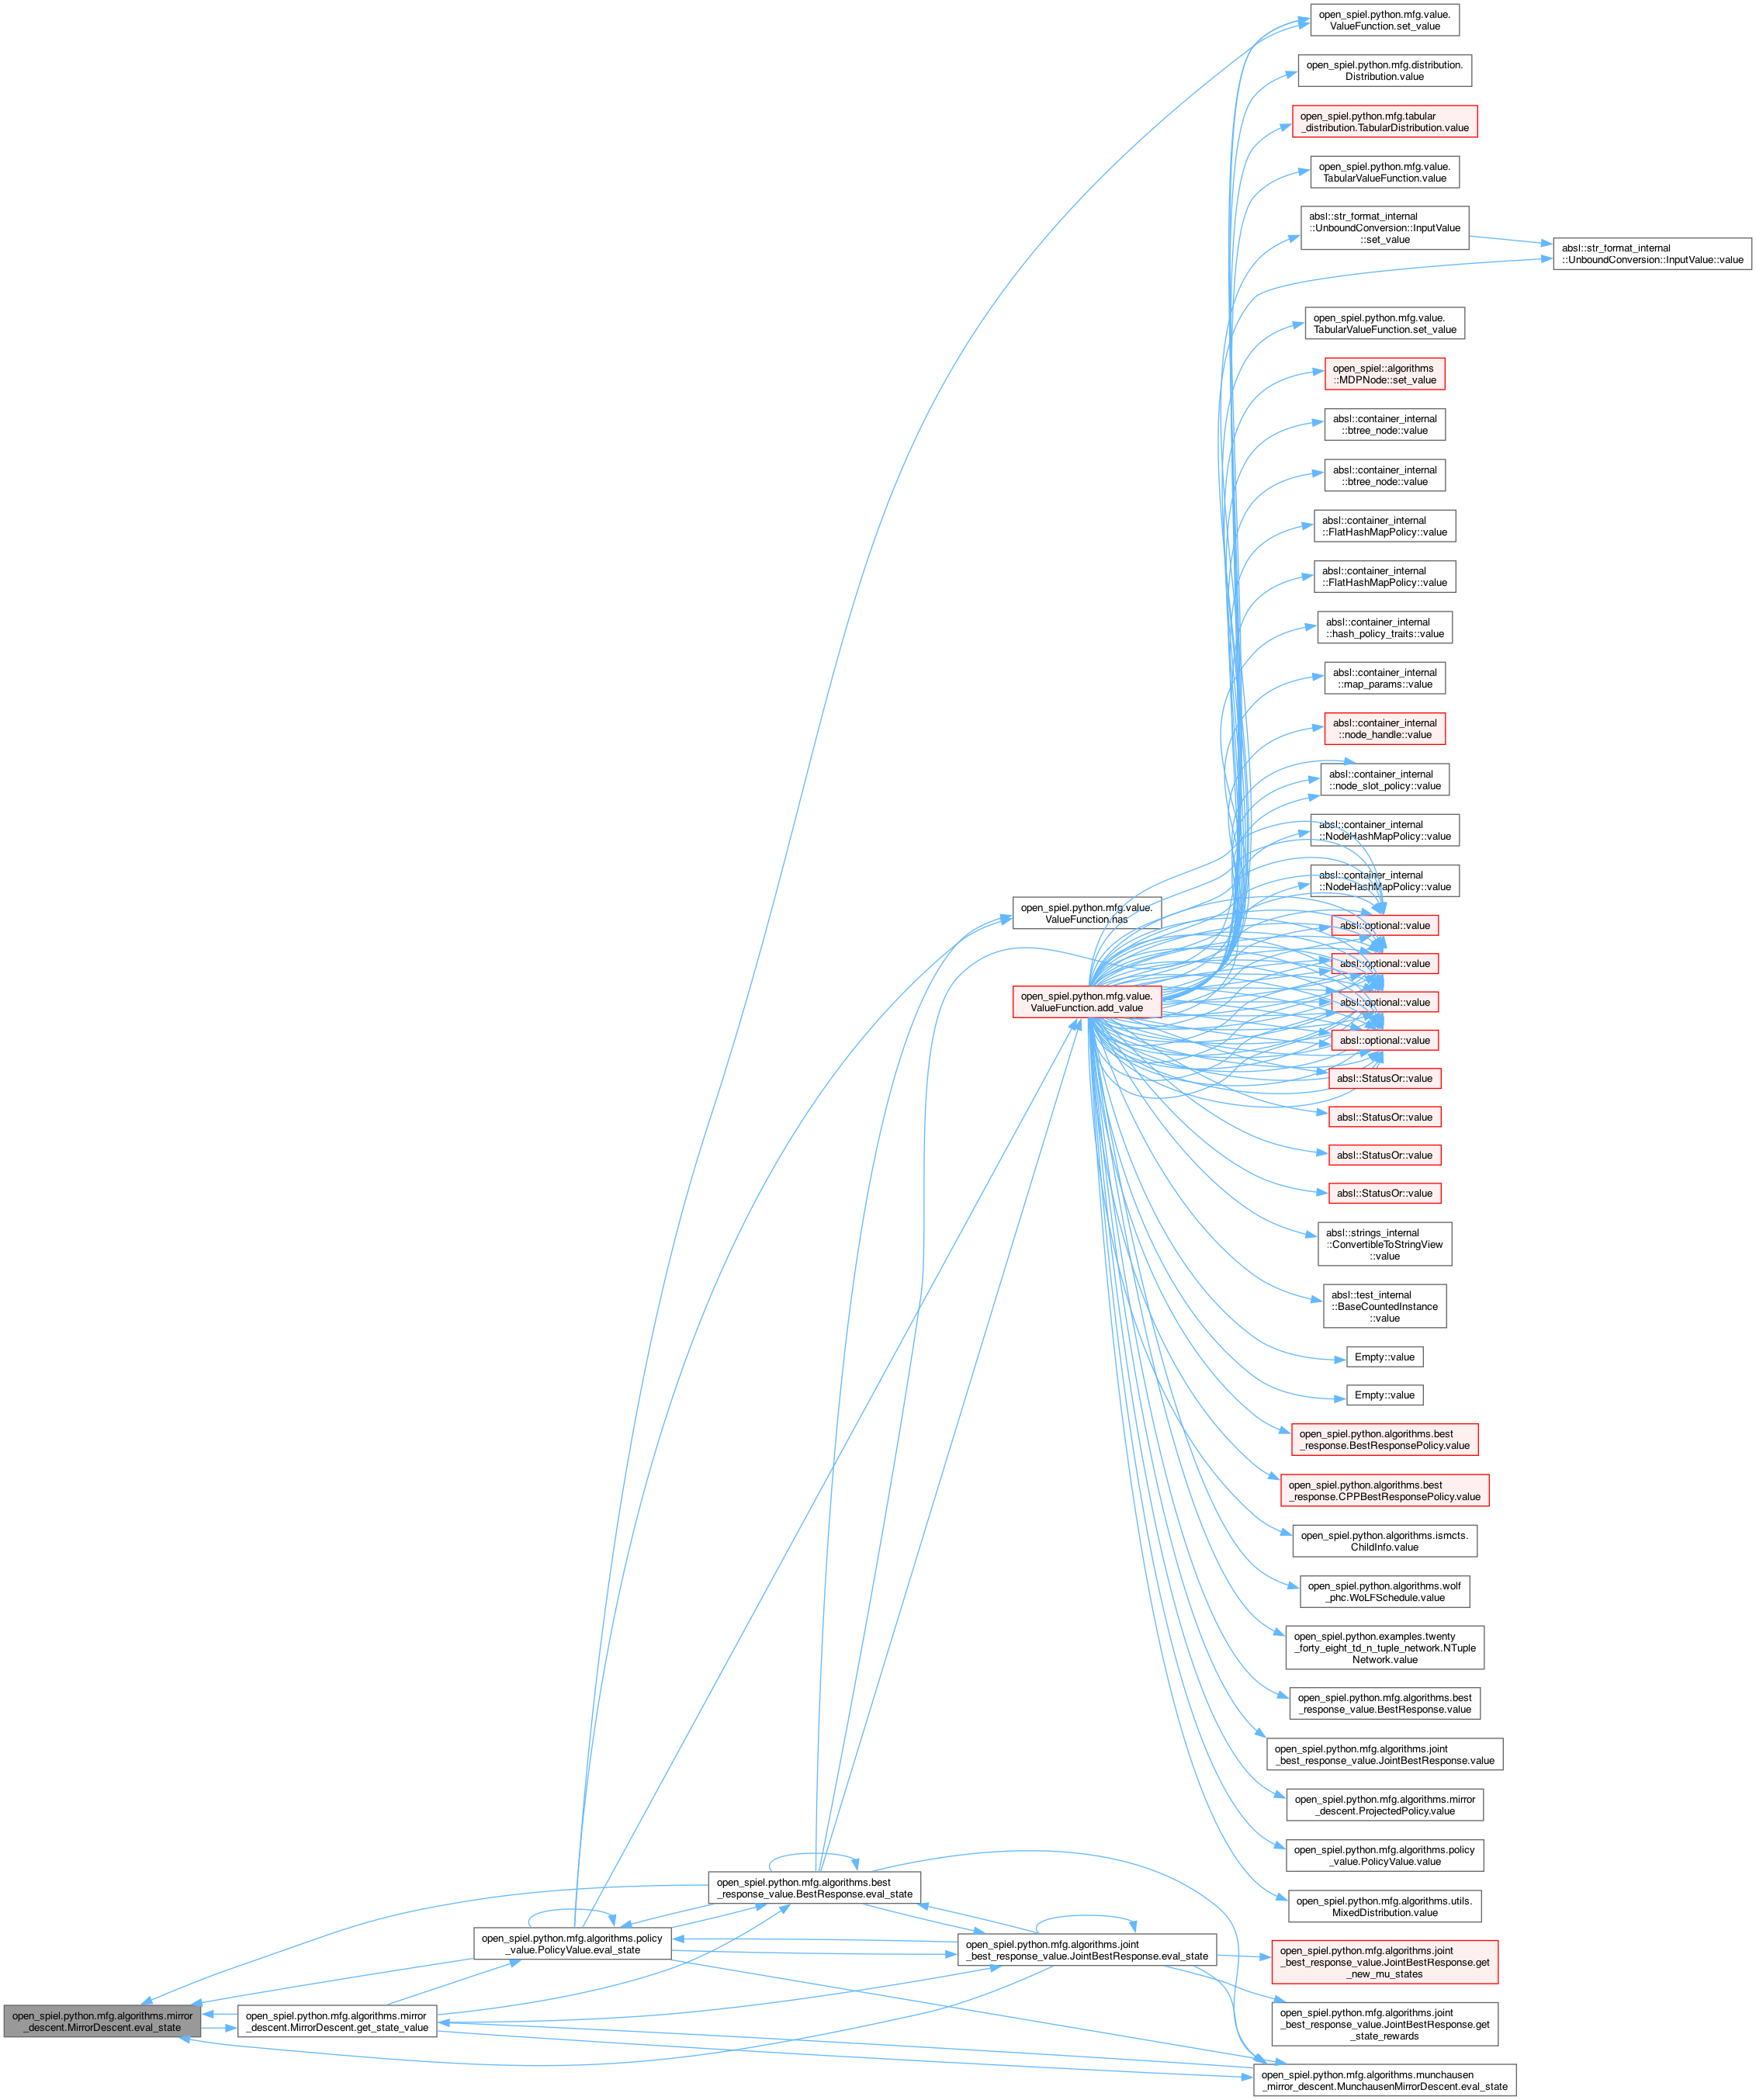 open_spiel.python.mfg.value.
ValueFunction.set_value
open_spiel.python.mfg.distribution.
Distribution.value
open_spiel.python.mfg.tabular
_distribution.TabularDistribution.value
open_spiel.python.mfg.value.
TabularValueFunction.value
absl::str_format_internal
::UnboundConversion::InputValue
::set_value
absl::str_format_internal
::UnboundConversion::InputValue::value
open_spiel.python.mfg.value.
TabularValueFunction.set_value
open_spiel::algorithms
::MDPNode::set_value
absl::container_internal
::btree_node::value
absl::container_internal
::btree_node::value
absl::container_internal
::FlatHashMapPolicy::value
absl::container_internal
::FlatHashMapPolicy::value
absl::container_internal
::hash_policy_traits::value
absl::container_internal
::map_params::value
absl::container_internal
::node_handle::value
absl::container_internal
::node_slot_policy::value
absl::container_internal
::NodeHashMapPolicy::value
absl::container_internal
::NodeHashMapPolicy::value
open_spiel.python.mfg.value.
ValueFunction.has
absl::optional::value
absl::optional::value
open_spiel.python.mfg.value.
ValueFunction.add_value
absl::optional::value
absl::optional::value
absl::StatusOr::value
absl::StatusOr::value
absl::StatusOr::value
absl::StatusOr::value
absl::strings_internal
::ConvertibleToStringView
::value
absl::test_internal
::BaseCountedInstance
::value
Empty::value
Empty::value
open_spiel.python.algorithms.best
_response.BestResponsePolicy.value
open_spiel.python.algorithms.best
_response.CPPBestResponsePolicy.value
open_spiel.python.algorithms.ismcts.
ChildInfo.value
open_spiel.python.algorithms.wolf
_phc.WoLFSchedule.value
open_spiel.python.examples.twenty
_forty_eight_td_n_tuple_network.NTuple
Network.value
open_spiel.python.mfg.algorithms.best
_response_value.BestResponse.value
open_spiel.python.mfg.algorithms.joint
_best_response_value.JointBestResponse.value
open_spiel.python.mfg.algorithms.mirror
_descent.ProjectedPolicy.value
open_spiel.python.mfg.algorithms.policy
_value.PolicyValue.value
open_spiel.python.mfg.algorithms.best
_response_value.BestResponse.eval_state
open_spiel.python.mfg.algorithms.utils.
MixedDistribution.value
open_spiel.python.mfg.algorithms.policy
_value.PolicyValue.eval_state
open_spiel.python.mfg.algorithms.joint
_best_response_value.JointBestResponse.eval_state
open_spiel.python.mfg.algorithms.joint
_best_response_value.JointBestResponse.get
_new_mu_states
open_spiel.python.mfg.algorithms.mirror
_descent.MirrorDescent.eval_state
open_spiel.python.mfg.algorithms.mirror
_descent.MirrorDescent.get_state_value
open_spiel.python.mfg.algorithms.joint
_best_response_value.JointBestResponse.get
_state_rewards
open_spiel.python.mfg.algorithms.munchausen
_mirror_descent.MunchausenMirrorDescent.eval_state